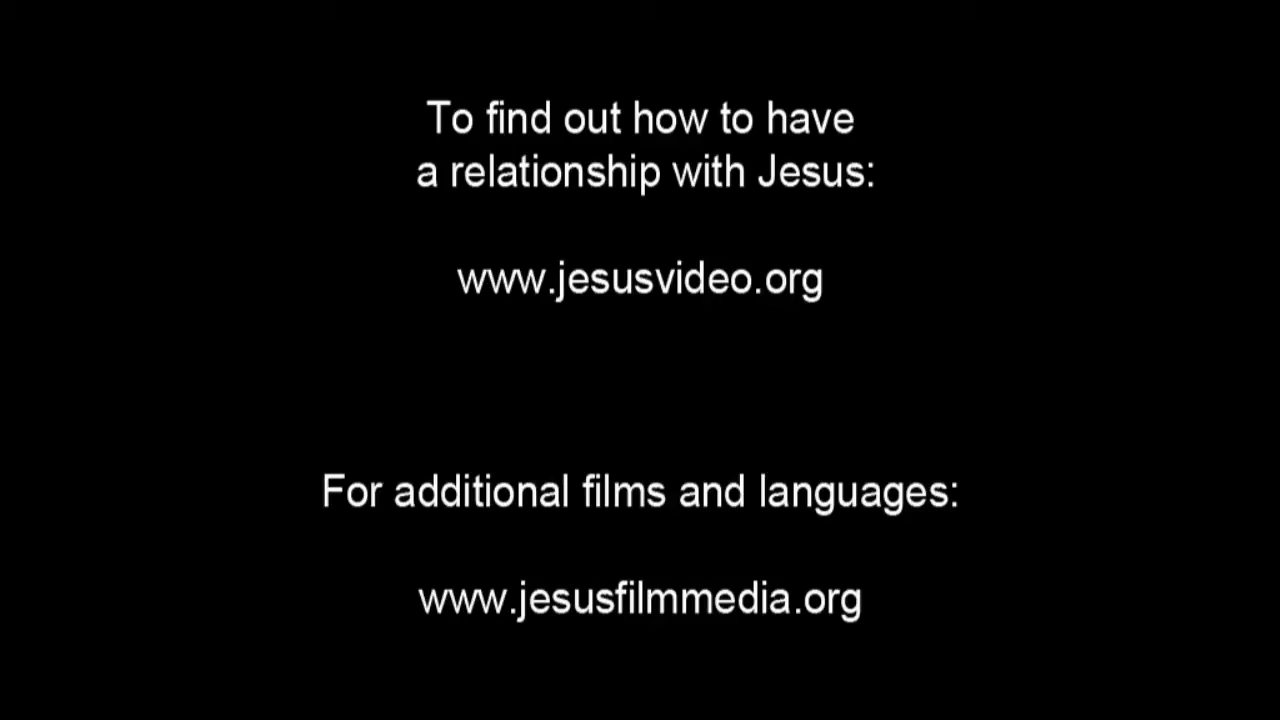 To find out how to have
a relationship with Jesus:
www.jesusvideo.org
For additional films and languages:
www.jesusfilmmedia.org